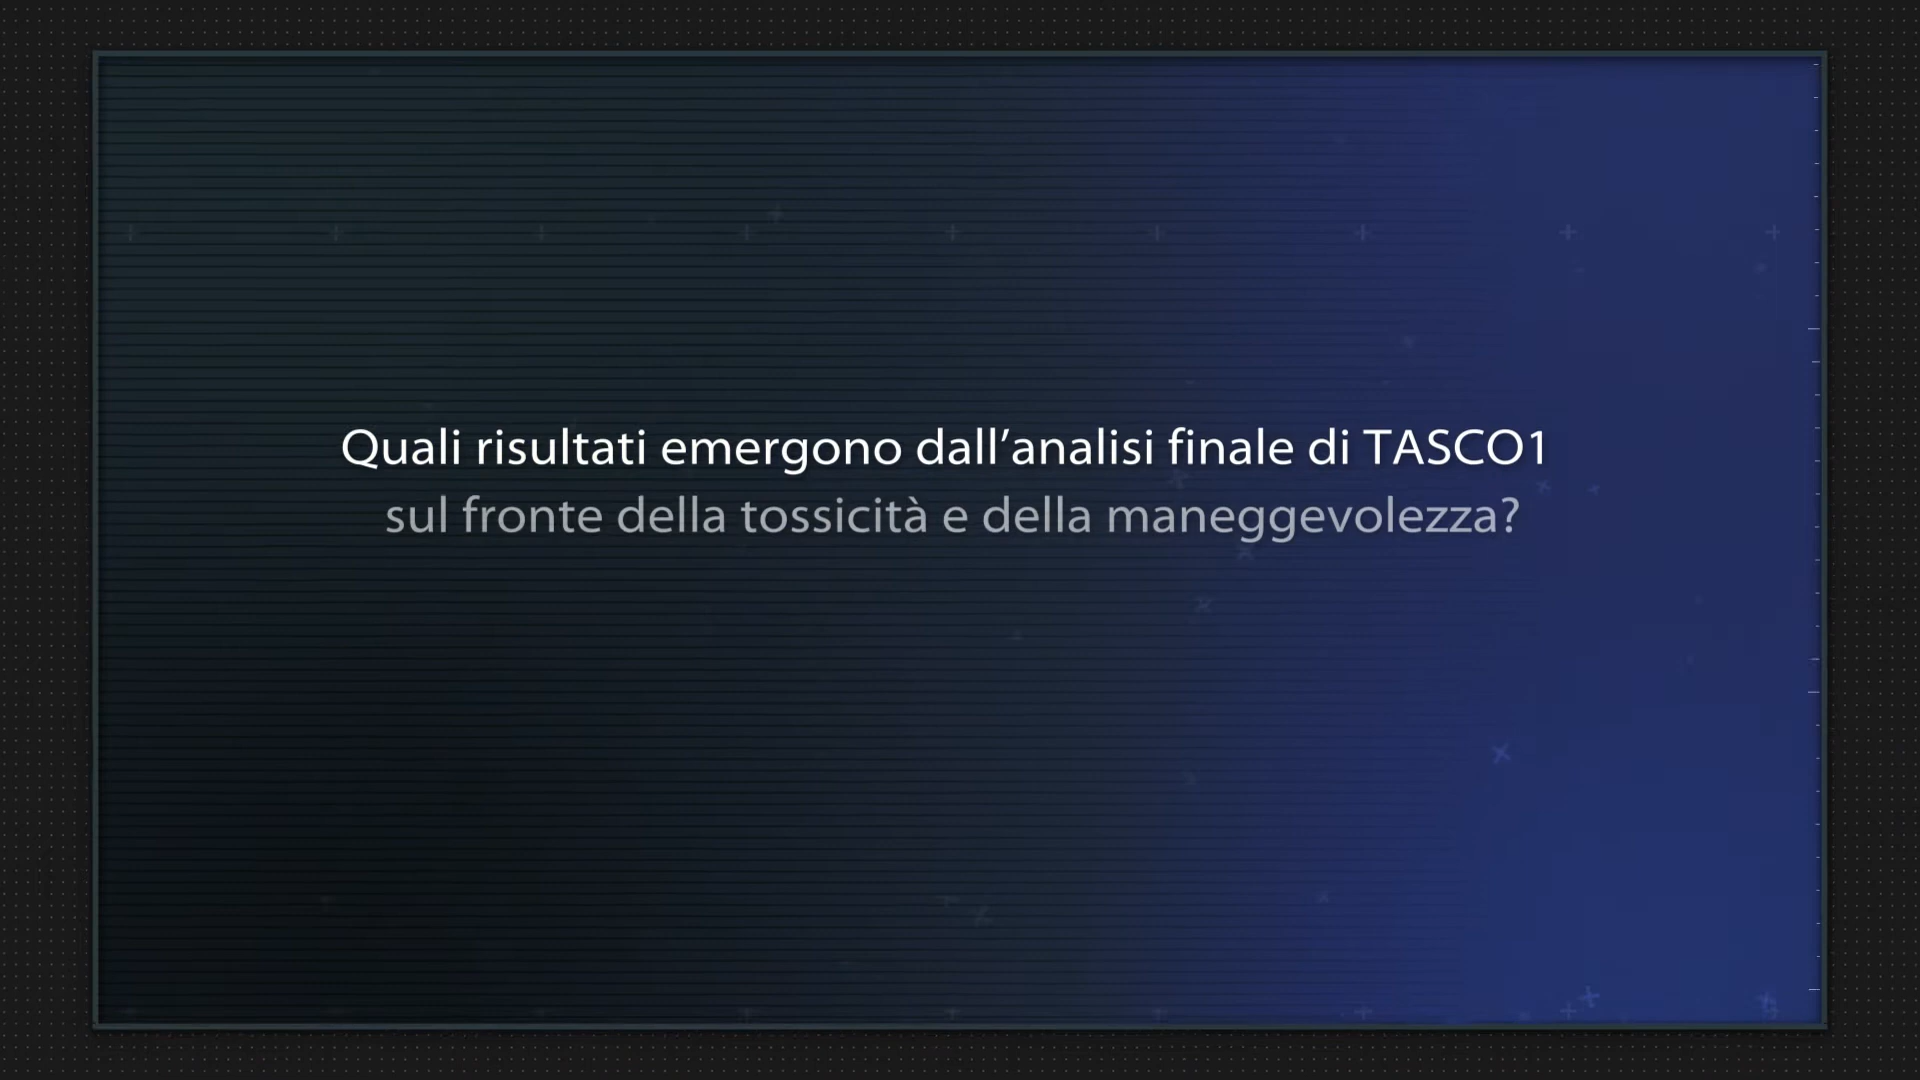 Quali risultati emergono dall’analisi finale di TASCO1
sul fronte della tossicità e della maneggevolezza?